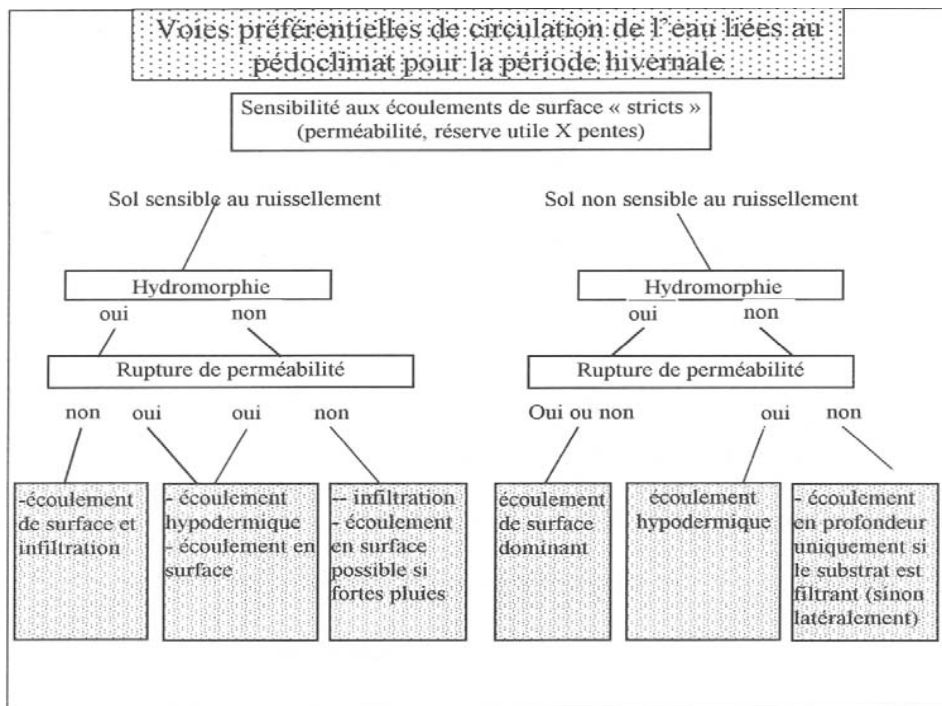 Voies préférentielles de circulation de l'eau liées au
pédoclimat pour la période hivernale
Sensibilité aux écoulements de surface « stricts »
(perméabilité, réserve utile X pentes)
Sol sensible au ruissellement
Sol non sensible au ruissellement
Hydromorphie
Hydromorphie
oui non
oui non
Rupture de perméabilité
Rupture de perméabilité
non oui oui non
Oui ou non oui non
-écoulement
de surface et
infiltration
- écoulement
hypodermique
- écoulement en
surface
-- infiltration
- écoulement
en surface
possible si
fortes pluies
écoulement
de surface
dominant
écoulement
hypodermique
- écoulement
en profondeur
uniquement si
le substrat est
filtrant (sinon
latéralement)